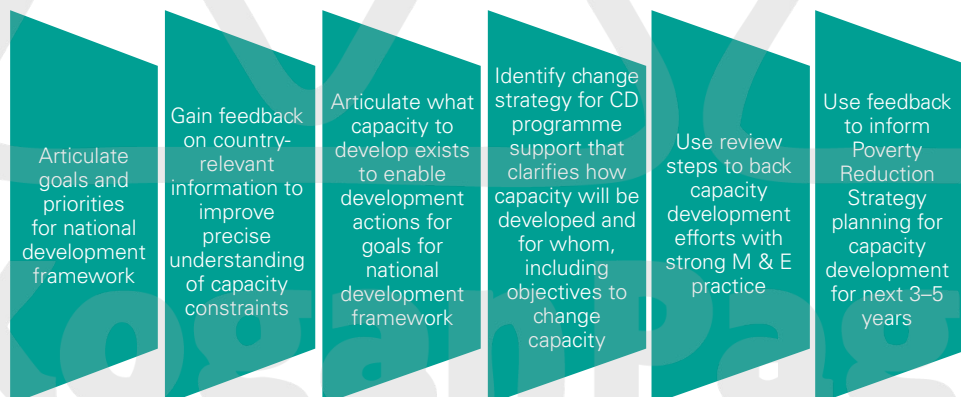 Articulate
goals and
priorities
for national
development
framework
Gain feedback
on country-
relevant
information to
improve
precise
understanding
of capacity
constraints
Articulate what
capacity to
develop exists
to enable
development
actions for
goals for
national
development
framework
Identify change
strategy for CD
programme
support that
clarifies how
capacity will be
developed and
for whom,
including
objectives to
change
capacity
Use review
steps to back
capacity
development
efforts with
strong M & E
practice
Use feedback
to inform
Poverty
Reduction
Strategy
planning for
capacity
development
for next 3–5
years
KoganPag